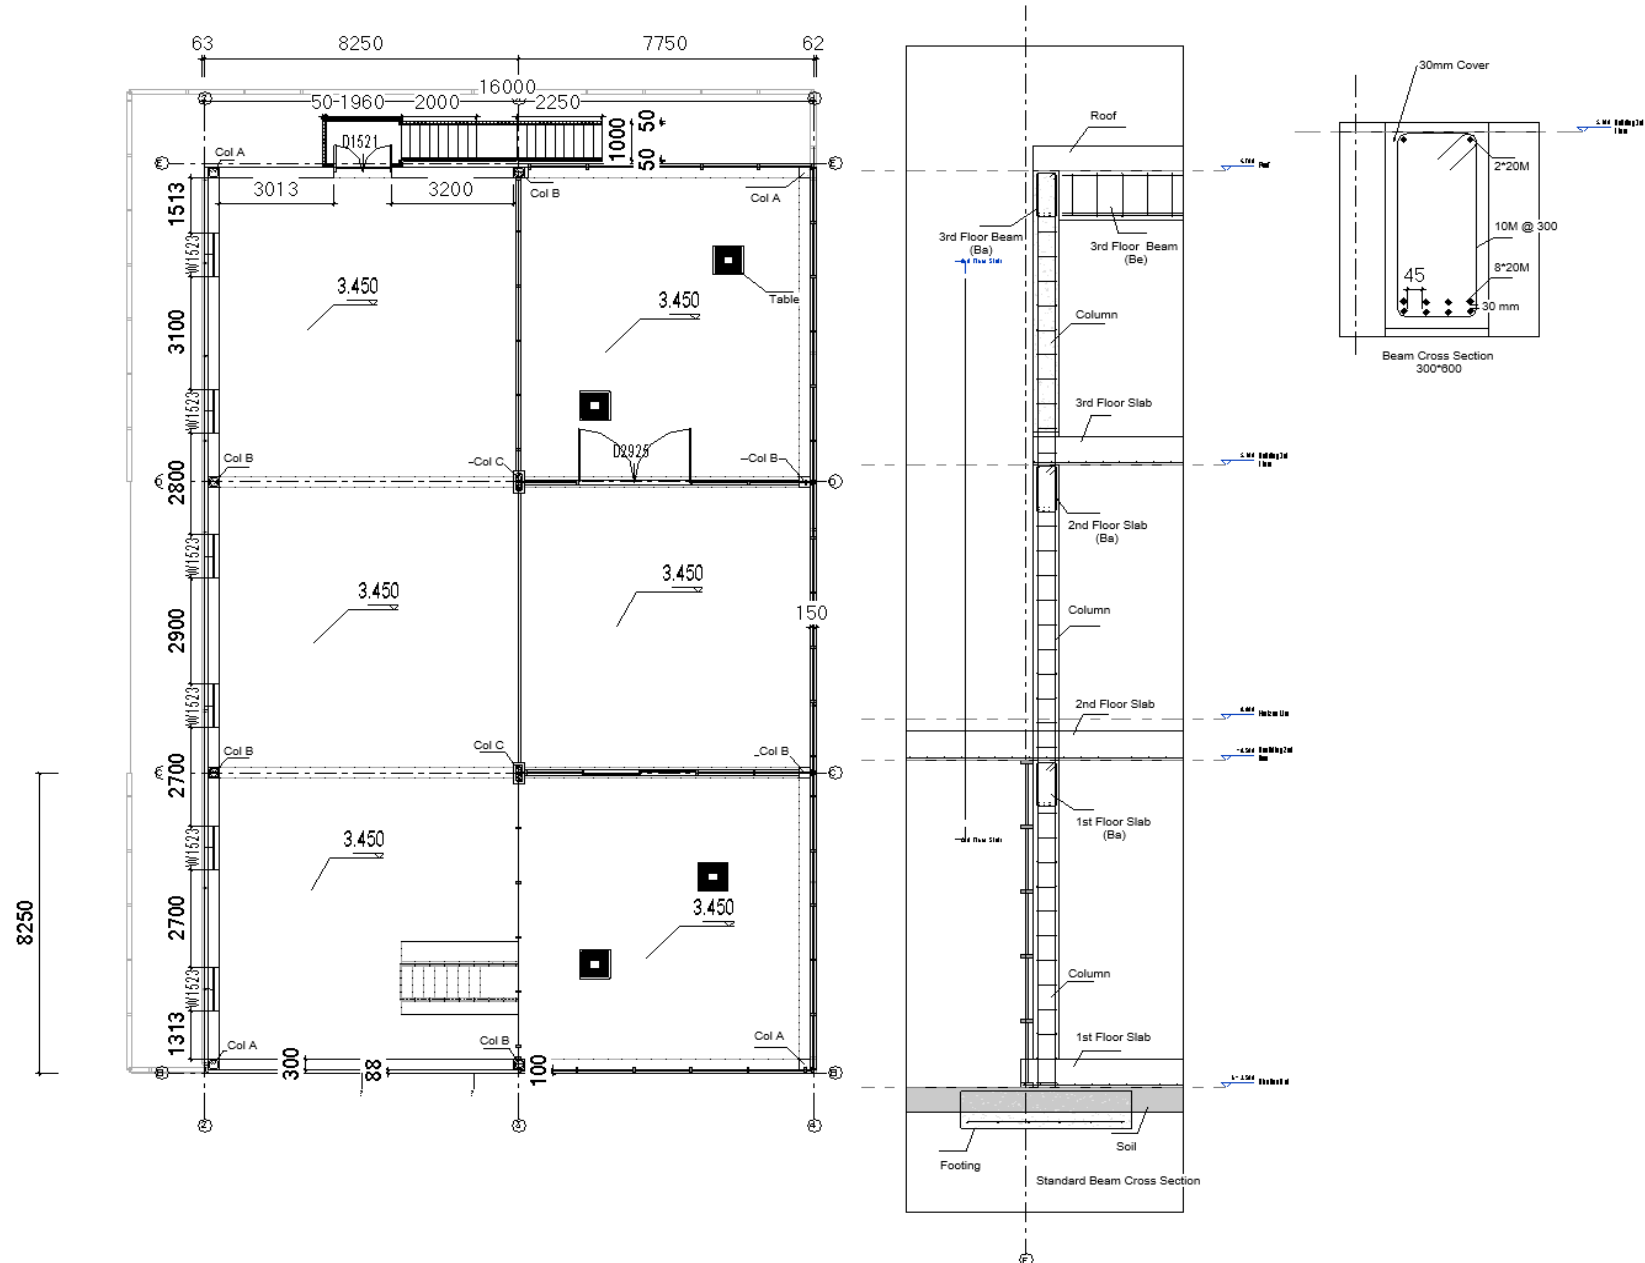 63
8250
7750
62
16000
50
1960
2000
2250
D1521
1000
50
50
Col A
3013
3200
Col B
Col A
1513
W1523
3.450
3.450
Table
3100
W1523
D2925
Col B
-Col C
-Col B-
2800
W1523
3.450
3.450
150
2900
W1523
Col B
Col C
_Col B
2700
W1523
3.450
2700
3.450
8250
W1523
1313
Col A
Col B
Col A
300
88
100
Roof
3rd Floor Beam
(Ba)
3rd Floor Beam
(Be)
Column
3rd Floor Slab
2nd Floor Slab
(Ba)
Column
2nd Floor Slab
1st Floor Slab
(Ba)
Column
1st Floor Slab
Soil
Footing
Standard Beam Cross Section
30mm Cover
2*20M
10M @ 300
8*20M
45
30 mm
Beam Cross Section
300*600